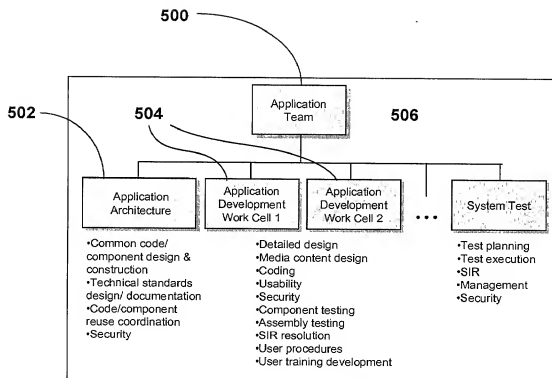 500
502
504
506
Application
Team
Application
Architecture
Application
Development
Work Cell 1
Application
Development
Work Cell 2
•••
System Test
•Common code/
component design &
construction
•Technical standards
design/ documentation
•Code/component
reuse coordination
•Security
•Detailed design
•Media content design
•Coding
•Usability
•Security
•Component testing
•Assembly testing
•SIR resolution
•User procedures
•User training development
•Test planning
•Test execution
•SIR
•Management
•Security